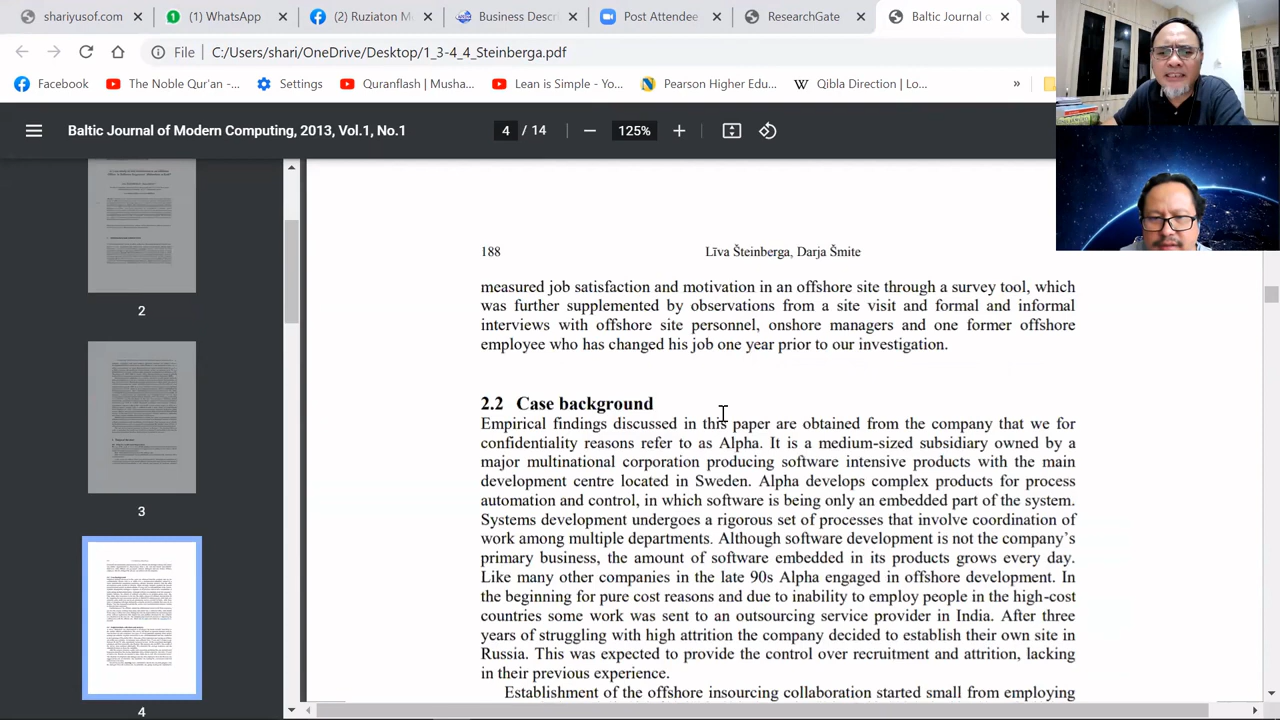 shariyusof.com
(1) WhatsApp
(2) Ruzianto M
Business Descri
Post Attendee
ResearchGate
Baltic Journal o
File C:/Users/shari/OneDrive/Desktop/1_3-4_4_Steinberga.pdf
Facebook
The Noble Qur'an -...
Settings
Quranflash | Med...
Islam is Simple - Yo...
Pearson Higher Edu...
Qjbla Direction | Lo...
»
Baltic Journal of Modern Computing, 2013, Vol. 1, no.1
4 / 14
125%
2
3
4
188
Līva Šteinberga, Darja Šmite
measured job satisfaction and motivation in an offshore site through a survey tool, which
was further supplemented by observations from a site visit and formal and informal
interviews with offshore site personnel, onshore managers and one former offshore
employee who has changed his job one year prior to our investigation.
2.2 Case background
Empirical findings discussed in this paper are obtained from the company that we for
confidential reasons refer to as Alpha. It is a medium-sized subsidiary owned by a
major multinational corporation producing software intensive products with the main
development centre located in Sweden. Alpha develops complex products for process
automation and control, in which software is being only an embedded part of the system.
Systems development undergoes a rigorous set of processes that involve coordination of
work among multiple departments. Although software development is not the company's
primary business, the amount of software embedded in its products grows every day.
Like many other companies in the late 90s Alpha engaged in offshore development. In
the beginning for pure cost reasons and due to inability to employ people in the high-cost
countries, the work was sent to an outsourcing service provider in India. After three
years of struggling with high attrition the company decided to establish their own site in
Russia. It was expected to provide the control over recruitment and attrition, lacking
in their previous experience.
Establishment of the offshore insourcing collaboration started small from employing